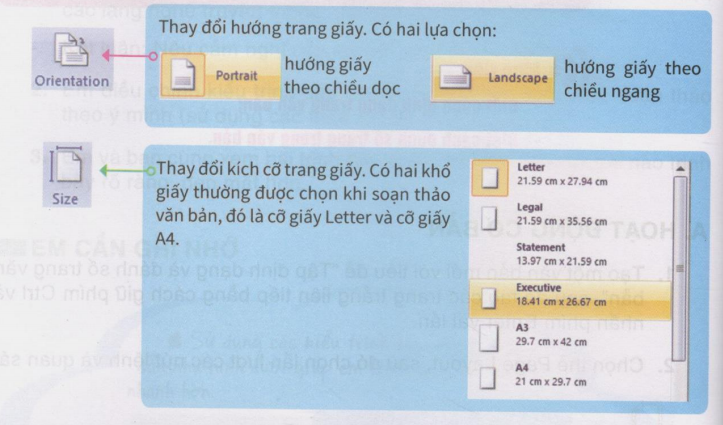 Thay đổi hướng trang giấy. Có hai lựa chọn:
Orientation
Portrait
hướng giấy
theo chiều dọc
Landscape
hướng giấy theo
chiều ngang
Size
Thay đổi kích cỡ trang giấy. Có hai khổ
giấy thường được chọn khi soạn thảo
văn bản, đó là cỡ giấy Letter và cỡ giấy
A4.
Letter
21.59 cm x 27.94 cm
Legal
21.59 cm x 35.56 cm
Statement
13.97 cm x 21.59 cm
Executive
18.41 cm x 26.67 cm
A3
29.7 cm x 42 cm
A4
21 cm x 29.7 cm